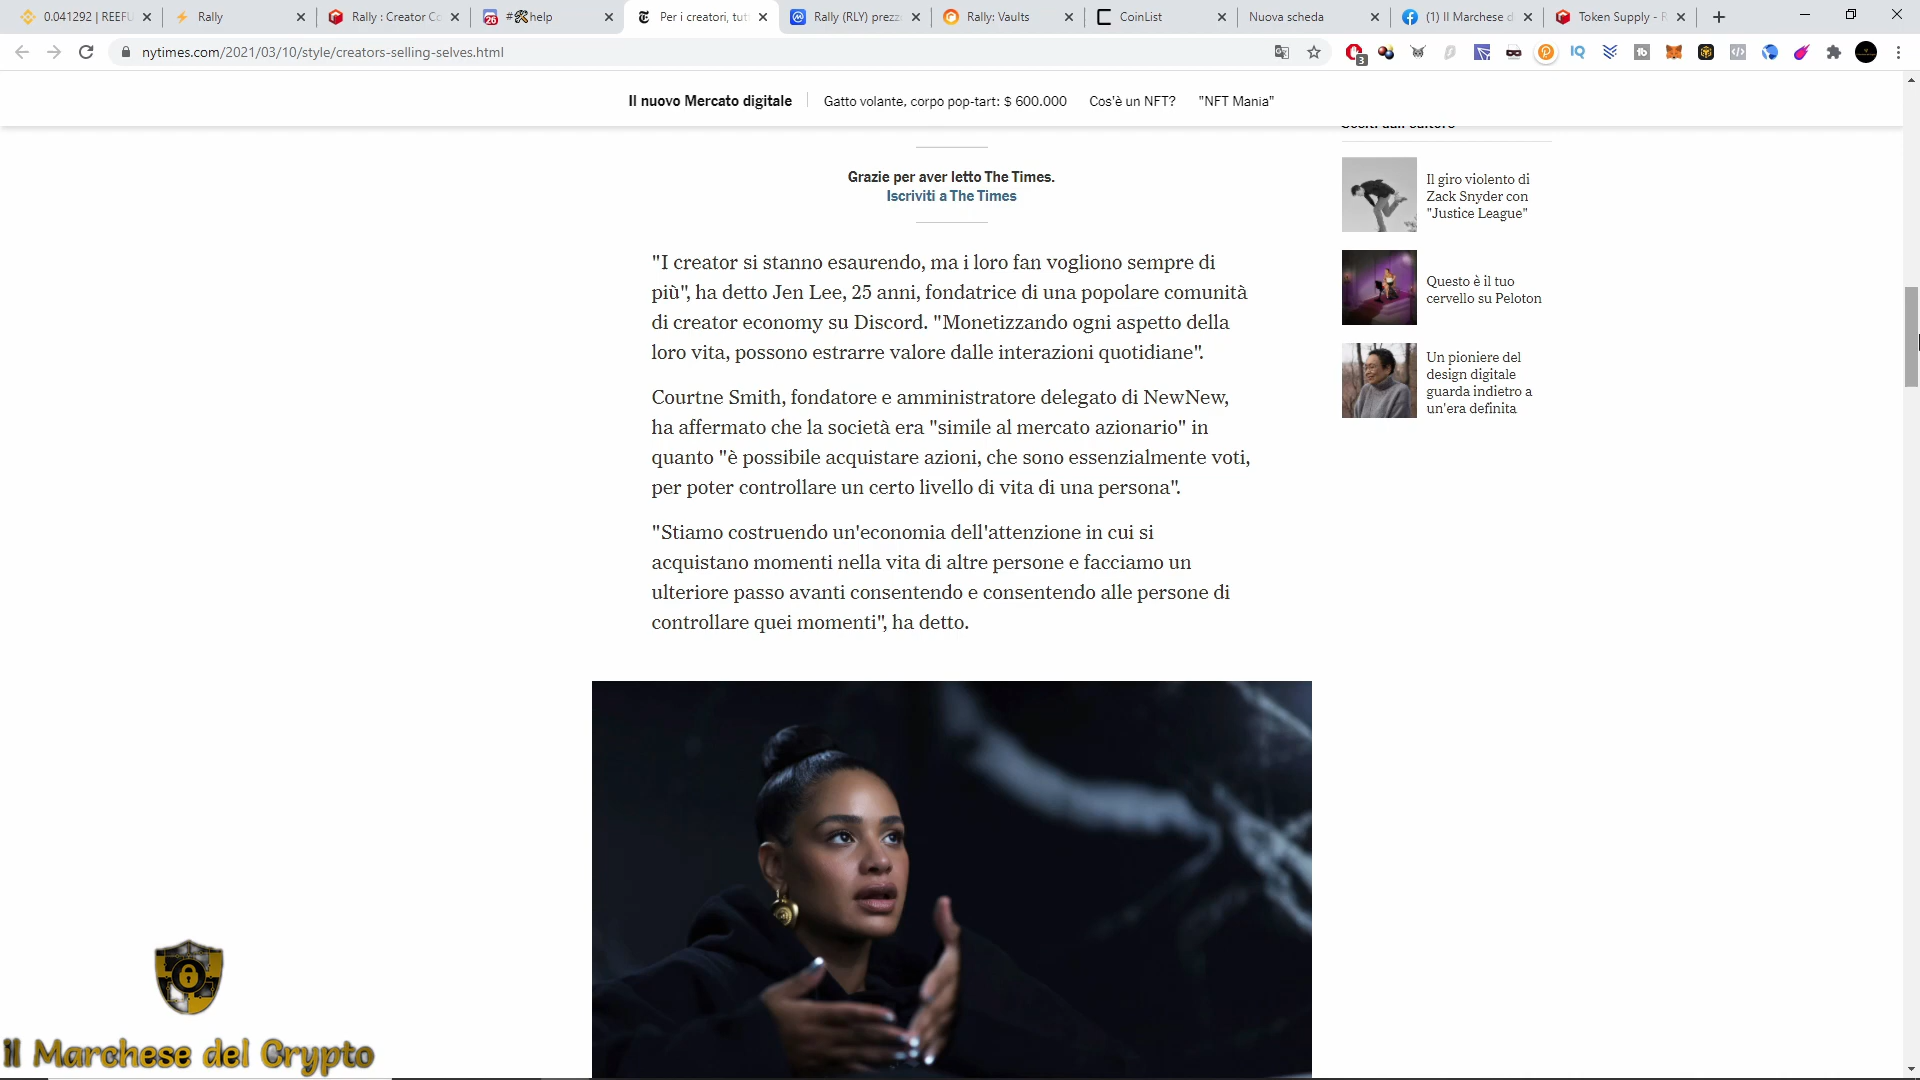 0.041292 | REEFU
Rally
Rally : Creator Co
#🛠help
Per i creatori, tut
Rally (RLY) prezz
Rally: Vaults
CoinList
Nuova scheda
(1) Il Marchese d
Token Supply - R
nytimes.com/2021/03/10/style/creators-selling-selves.html
Il nuovo Mercato digitale
Gatto volante, corpo pop-tart: $ 600.000
Cos'è un NFT?
"NFT Mania"
Grazie per aver letto The Times.
Iscriviti a The Times
"I creator si stanno esaurendo, ma i loro fan vogliono sempre di
più", ha detto Jen Lee, 25 anni, fondatrice di una popolare comunità
di creator economy su Discord. "Monetizzando ogni aspetto della
loro vita, possono estrarre valore dalle interazioni quotidiane".
Courtne Smith, fondatore e amministratore delegato di NewNew,
ha affermato che la società era "simile al mercato azionario" in
quanto "è possibile acquistare azioni, che sono essenzialmente voti,
per poter controllare un certo livello di vita di una persona".
"Stiamo costruendo un'economia dell'attenzione in cui si
acquistano momenti nella vita di altre persone e facciamo un
ulteriore passo avanti consentendo e consentendo alle persone di
controllare quei momenti", ha detto.
Il giro violento di
Zack Snyder con
"Justice League"
Questo è il tuo
cervello su Peloton
Un pioniere del
design digitale
guarda indietro a
un'era definita
il Marchese del Crypto